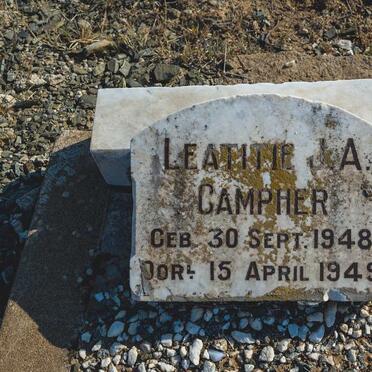 LEATITIE J.A.
CAMPHER
GEB. 30 SEPT. 1948
OORL. 15 APRIL 1949